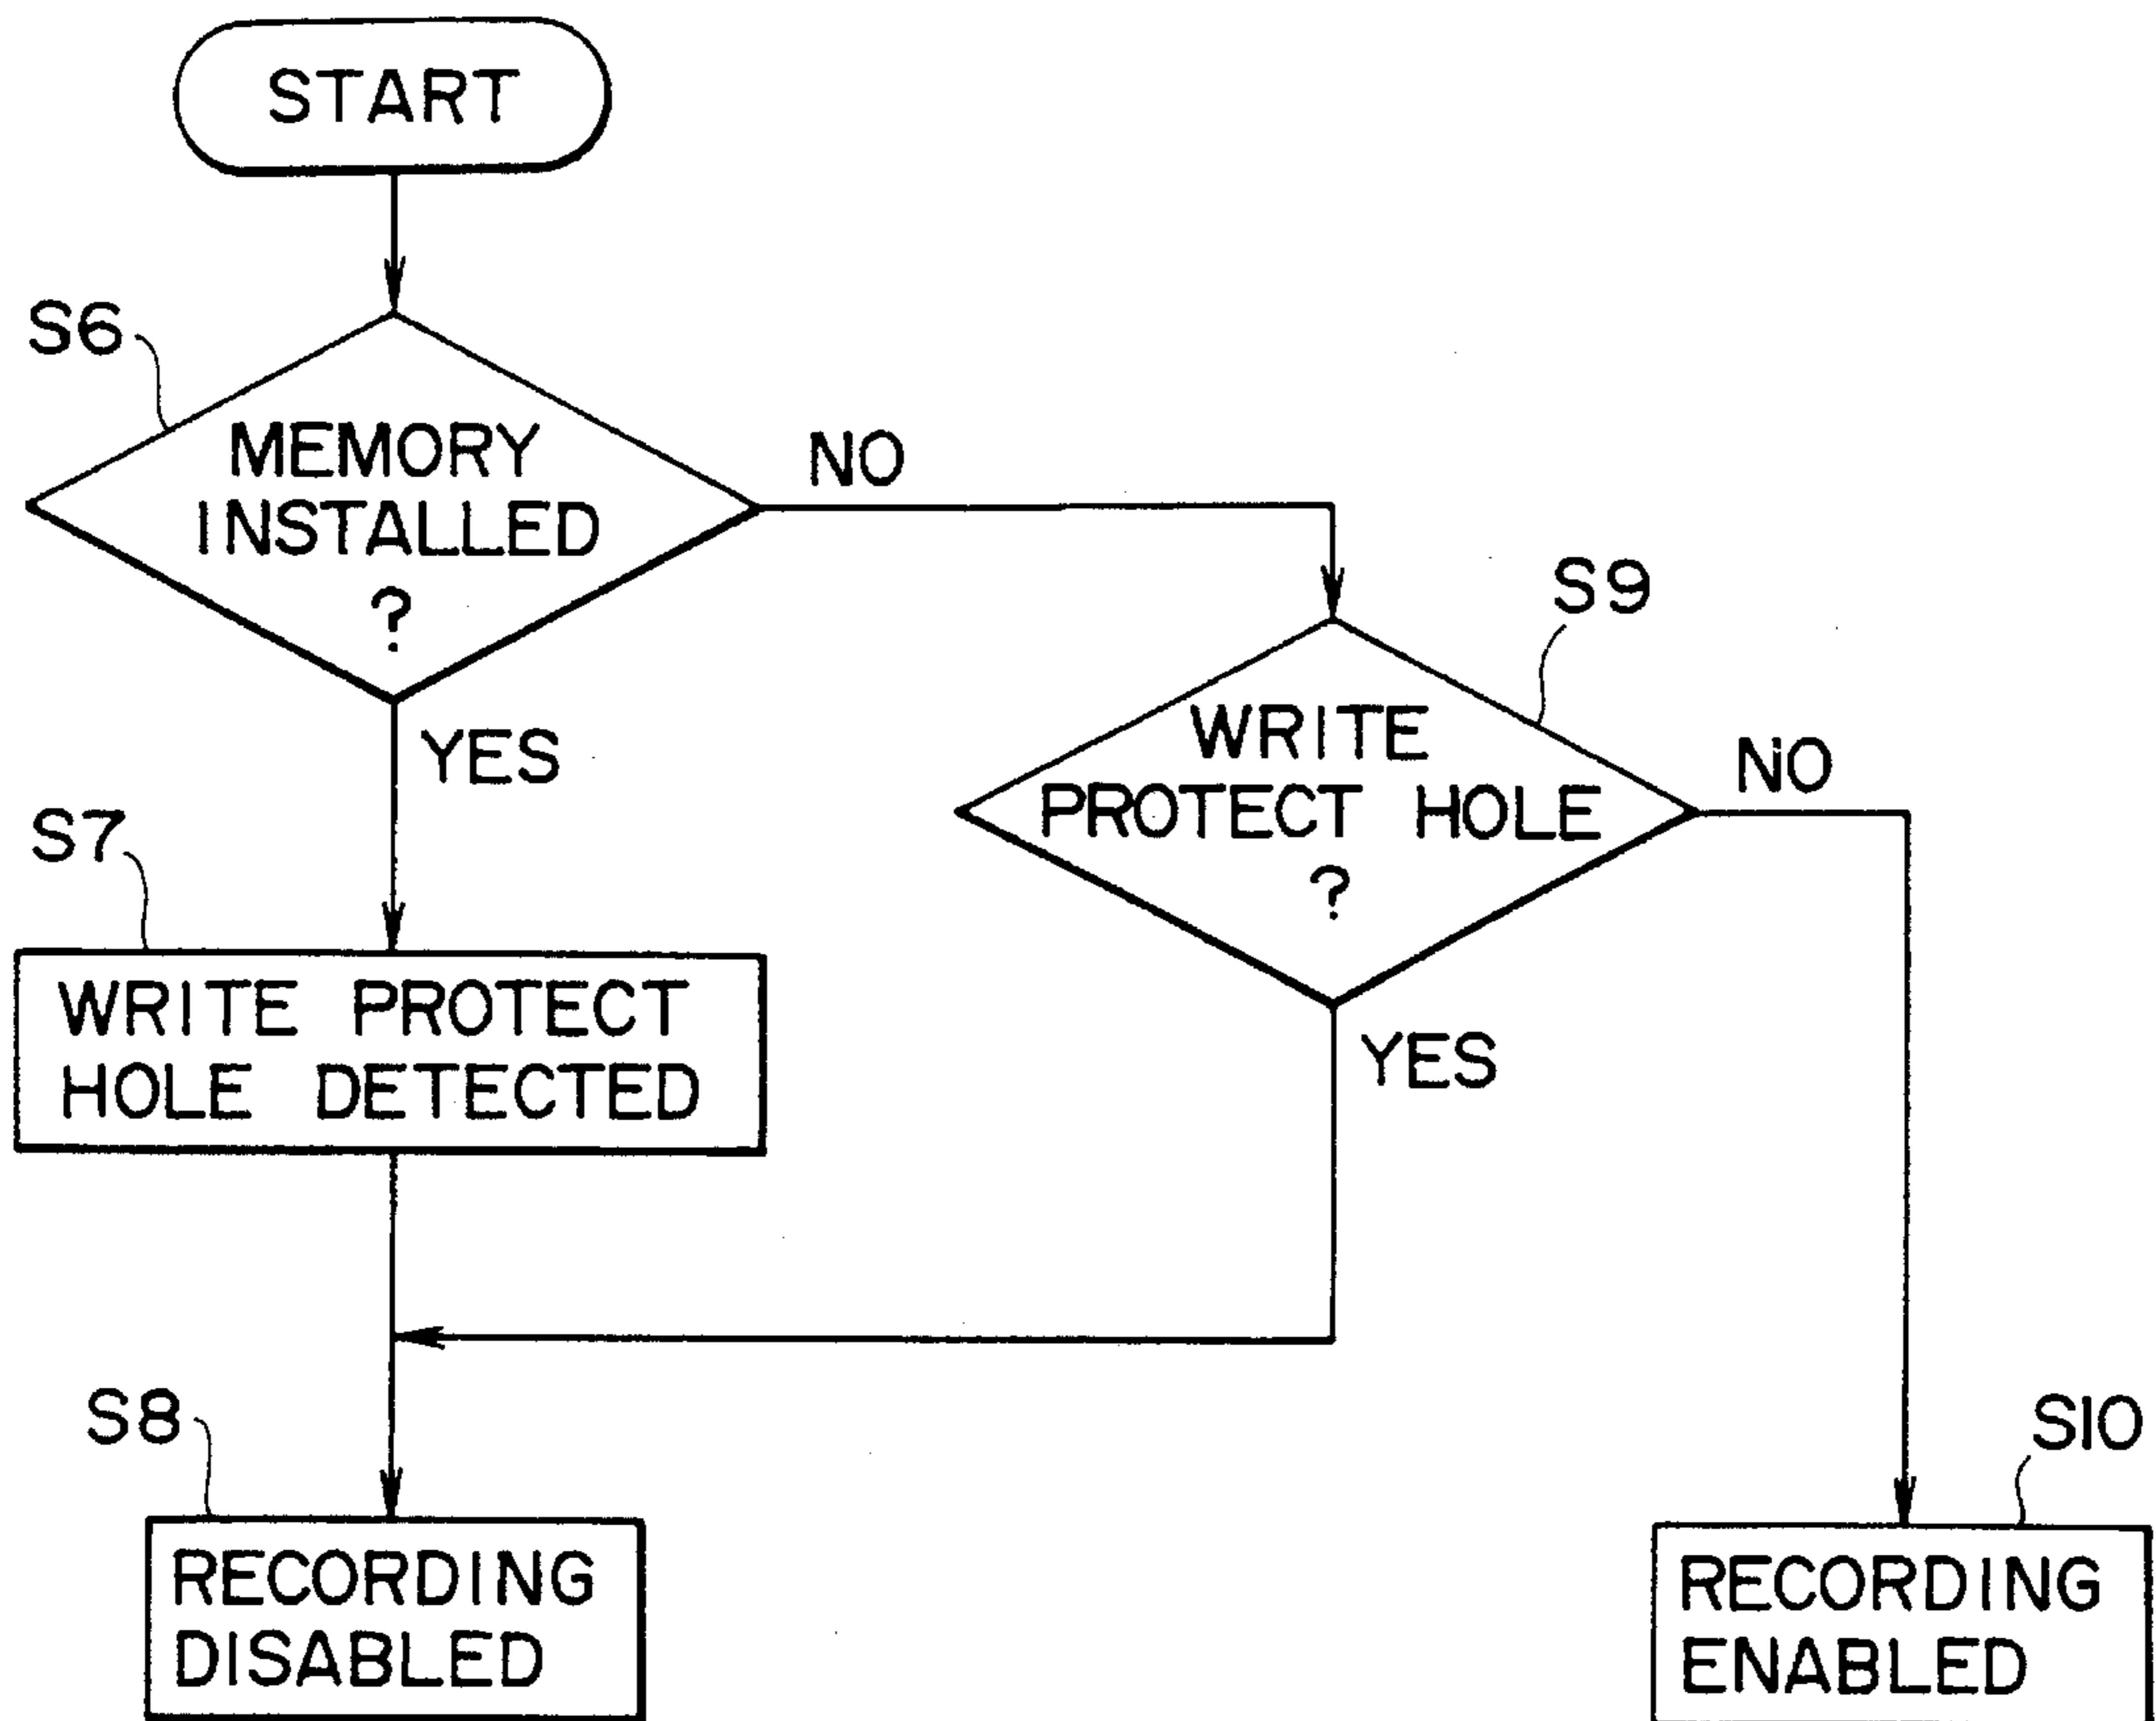 START
S6
MEMORY
INSTALLED
?
NO
YES
S9
WRITE
PROTECT HOLE
?
NO
YES
S7
WRITE PROTECT
HOLE DETECTED
S8
RECORDING
DISABLED
S10
RECORDING
ENABLED